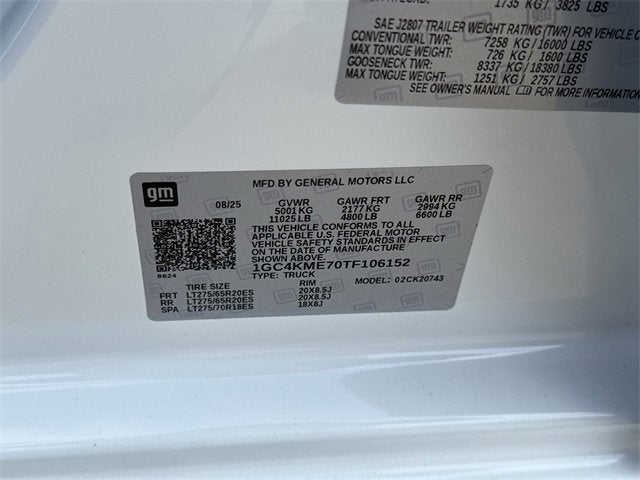 1735 KG / 3825 LBS
SAE J2807 TRAILER WEIGHT RATING (TWR) FOR VEHICLE
CONVENTIONAL TWR: 7258 KG/16000 LBS
MAX TONGUE WEIGHT: 726 KG / 1600 LBS
GOOSENECK TWR: 8337 KG/18380 LBS
MAX TONGUE WEIGHT: 1251 KG / 2757 LBS
SEE OWNER'S MANUAL FOR MORE INFORMATION
gm
MFD BY GENERAL MOTORS LLC
08/25 GVWR GAWR FRT GAWR RR
5001 KG 2177 KG 2994 KG
11025 LB 4800 LB 6600 LB
THIS VEHICLE CONFORMS TO ALL
APPLICABLE U.S. FEDERAL MOTOR
VEHICLE SAFETY STANDARDS IN
EFFECT ON THE DATE OF MANUFACTURE
SHOWN ABOVE.
1GC4KME70TF106152
TYPE: TRUCK MODEL: 02CK20743
8624
TIRE SIZE RIM
FRT LT275/65R20ES 20X8.5J
RR LT275/65R20ES 20X8.5J
SPA LT275/70R18ES 18X8J